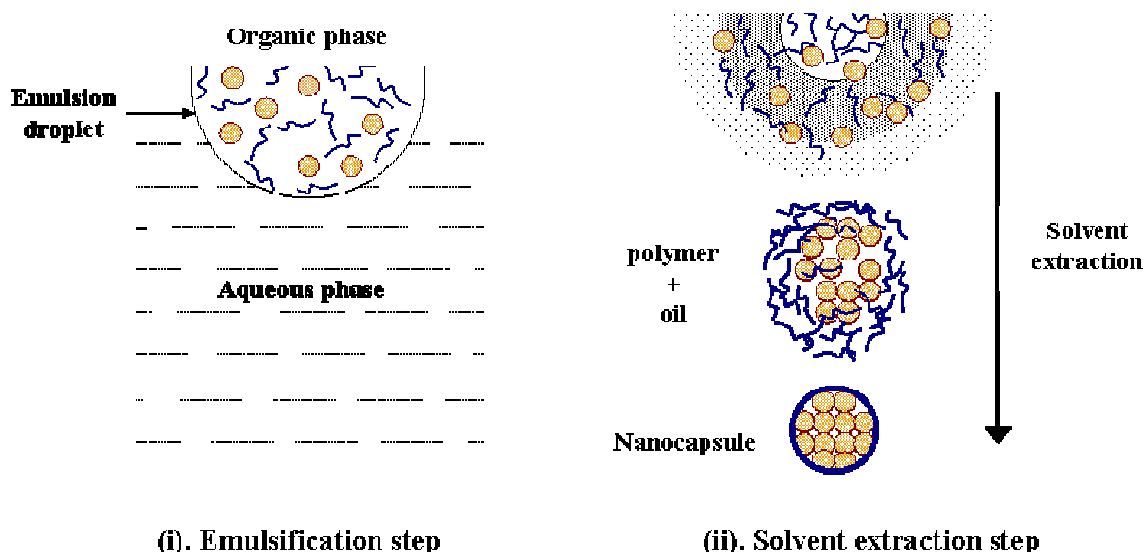 Organic phase
Emulsion
droplet
Aqueous phase
(i). Emulsification step
polymer
+
oil
Nanocapsule
Solvent
extraction
(ii). Solvent extraction step